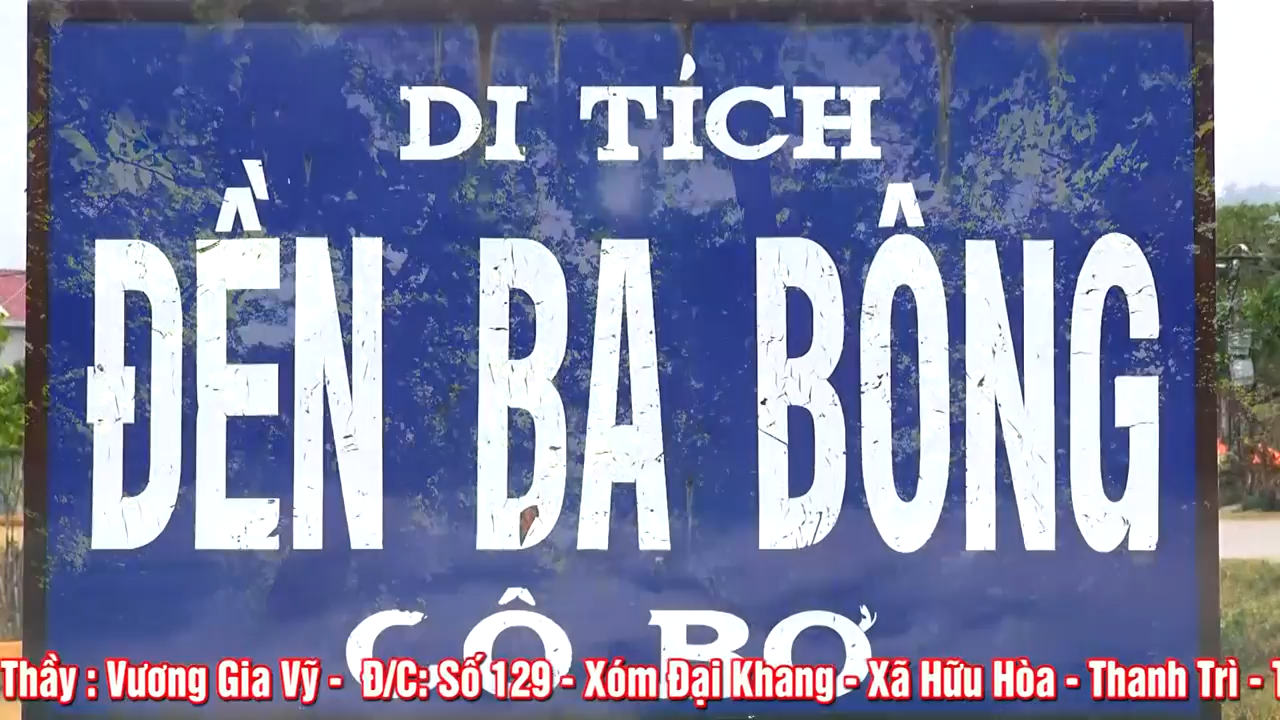 DI TÍCH
ĐỀN BA BÔNG
CÔ BƠ
Thầy : Vương Gia Vỹ - Đ/C: Số 129 - Xóm Đại Khang - Xã Hữu Hòa - Thanh Trì -